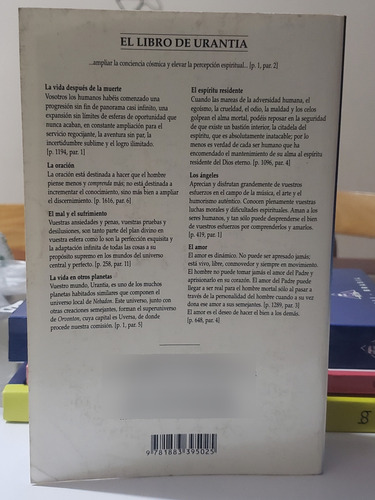 EL LIBRO DE URANTIA
...ampliar la conciencia cósmica y elevar la percepción espiritual... [p. 1, par. 2]
La vida después de la muerte
Vosotros los humanos habéis comenzado una
progresión sin fin de panorama casi infinito, una
expansión sin límites de esferas de oportunidad que
nunca acaban, en constante ampliación para el
servicio regocijante, la aventura sin par, la
incertidumbre sublime y el logro ilimitado.
[p. 1194, par. 1]
La oración
La oración está destinada a hacer que el hombre
piense menos y comprenda más; no está destinada a
incrementar el conocimiento, sino más bien a ampliar
el discernimiento. [p. 1616, par. 6]
El mal y el sufrimiento
Vuestras ansiedades y penas, vuestras pruebas y
desilusiones, son tanto parte del plan divino en
vuestra esfera como lo son la perfección exquisita y
la adaptación infinita de todas las cosas a su
propósito supremo en los mundos del universo
central y perfecto. [p. 258, par. 11]
La vida en otros planetas
Vuestro mundo, Urantia, es uno de los muchos
planetas habitados similares que componen el
universo local de Nebadon. Este universo, junto con
otras creaciones semejantes, forman el superuniverso
de Orvonton, cuya capital es Uversa, de donde
procede nuestra comisión. [p. 1, par. 5]
El espíritu residente
Cuando las mareas de la adversidad humana, el
egoísmo, la crueldad, el odio, la maldad y los celos
golpean el alma mortal, podéis reposar en la seguridad
de que existe un bastión interior, la citadela del
espíritu, que es absolutamente inatacable; por lo
menos es verdad de cada ser humano que ha
encomendado el mantenimiento de su alma al espíritu
residente del Dios eterno. [p. 1096, par. 4]
Los ángeles
Aprecian y disfrutan grandemente de vuestros
esfuerzos en el campo de la música, el arte y el
humorismo auténtico. Conocen plenamente vuestras
luchas morales y dificultades espirituales. Aman a los
seres humanos, y tan sólo puede desprenderse el bien
de vuestros esfuerzos por comprenderlos y amarlos.
[p. 419, par. 1]
El amor
El amor es dinámico. No puede ser apresado jamás;
está vivo, libre, conmovedor y siempre en movimiento.
El hombre no puede tomar jamás el amor del Padre y
aprisionarlo en su corazón. El amor del Padre puede
llegar a ser real para el hombre mortal sólo al pasar a
través de la personalidad del hombre cuando a su vez
dona ese amor a sus semejantes. [p. 1289, par. 3]
El amor es el deseo de hacer el bien a los demás.
[p. 648, par. 4]
9 781883 395025